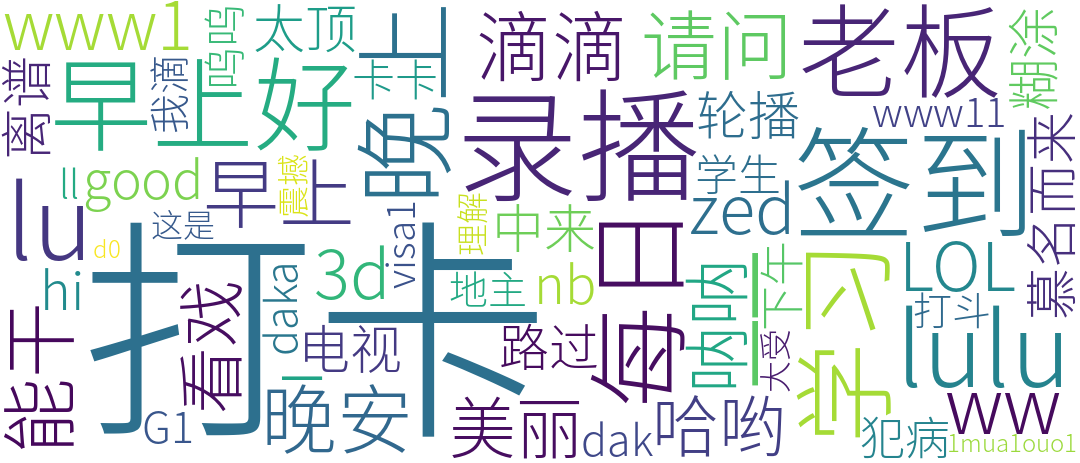 www1
呜呜
太顶
卡卡
晚上
滴滴
请问
老板
糊涂
离谱
早上好
我滴
录播
轮播
www11
慕名而来
签到
ll
good
震撼
早上
lu
这是
理解
中来
学生
zed
d0
hi
visa1
3d
nb
每日
呐呐
下午
LOL
学习
打卡
看戏
daka
地主
lulu
打斗
能干
电视
路过
大受
ww
G1
晚安
美丽
dak
哈哟
犯病
1mua1ouo1